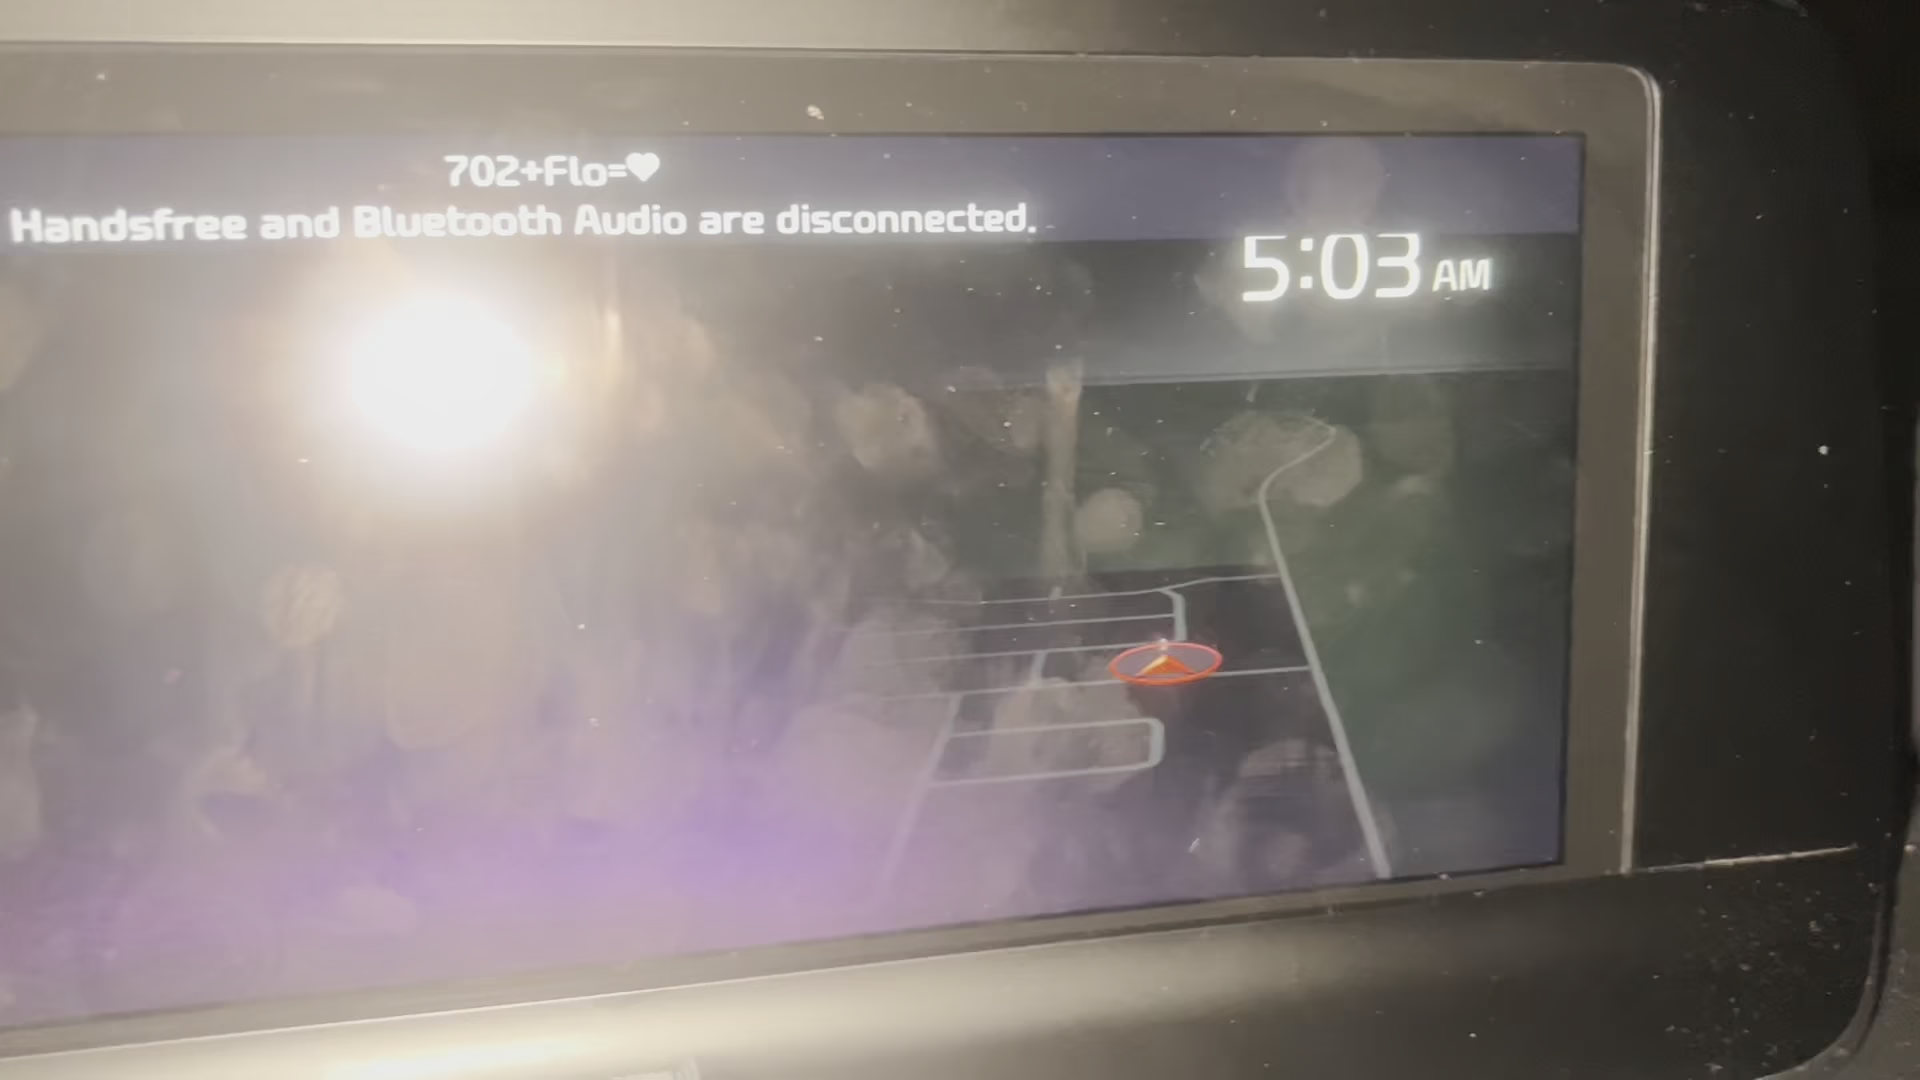 702+Flo=♥
Handsfree and Bluetooth Audio are disconnected.
5:03 AM